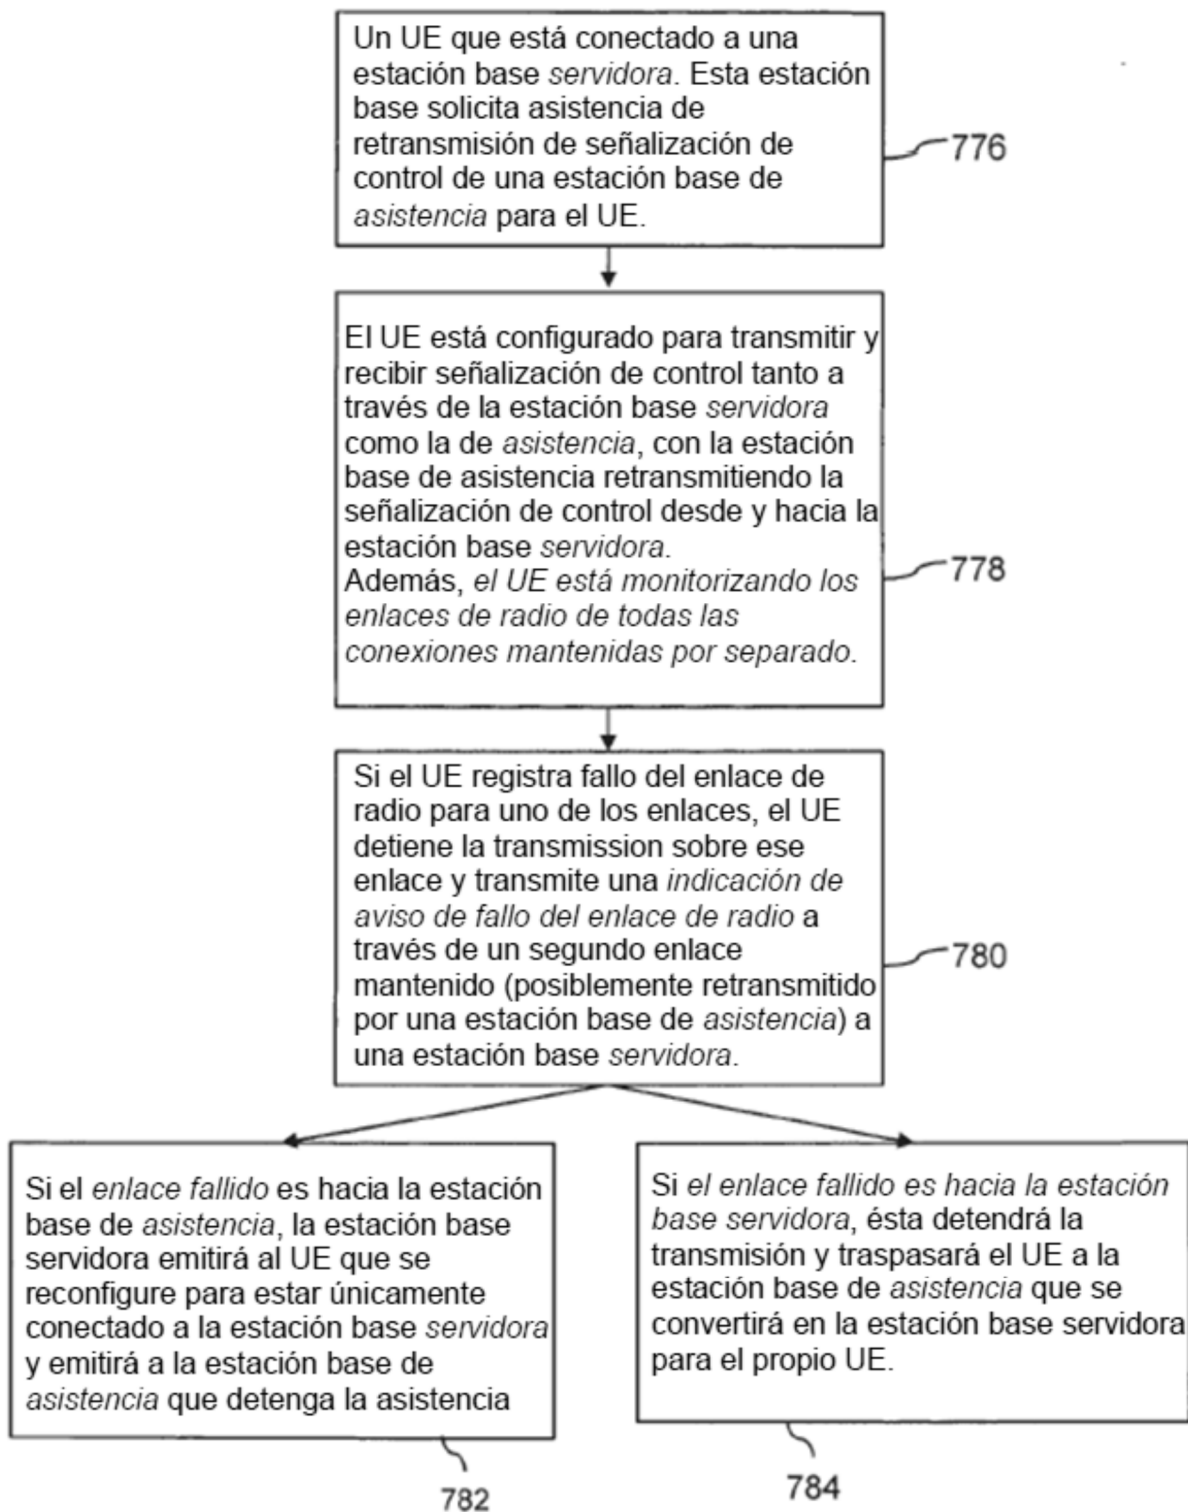 Un UE que está conectado a una
estación base servidora. Esta estación
base solicita asistencia de
retransmisión de señalización de
control de una estación base de
asistencia para el UE.
776
El UE está configurado para transmitir y
recibir señalización de control tanto a
través de la estación base servidora
como la de asistencia, con la estación
base de asistencia retransmitiendo la
señalización de control desde y hacia la
estación base servidora.
Además, el UE está monitorizando los
enlaces de radio de todas las
conexiones mantenidas por separado.
778
Si el UE registra fallo del enlace de
radio para uno de los enlaces, el UE
detiene la transmission sobre ese
enlace y transmite una indicación de
aviso de fallo del enlace de radio a
través de un segundo enlace
mantenido (posiblemente retransmitido
por una estación base de asistencia) a
una estación base servidora.
780
Si el enlace fallido es hacia la estación
base de asistencia, la estación base
servidora emitirá al UE que se
reconfigure para estar únicamente
conectado a la estación base servidora
y emitirá a la estación base de
asistencia que detenga la asistencia
782
Si el enlace fallido es hacia la estación
base servidora, ésta detendrá la
transmisión y traspasará el UE a la
estación base de asistencia que se
convertirá en la estación base servidora
para el propio UE.
784